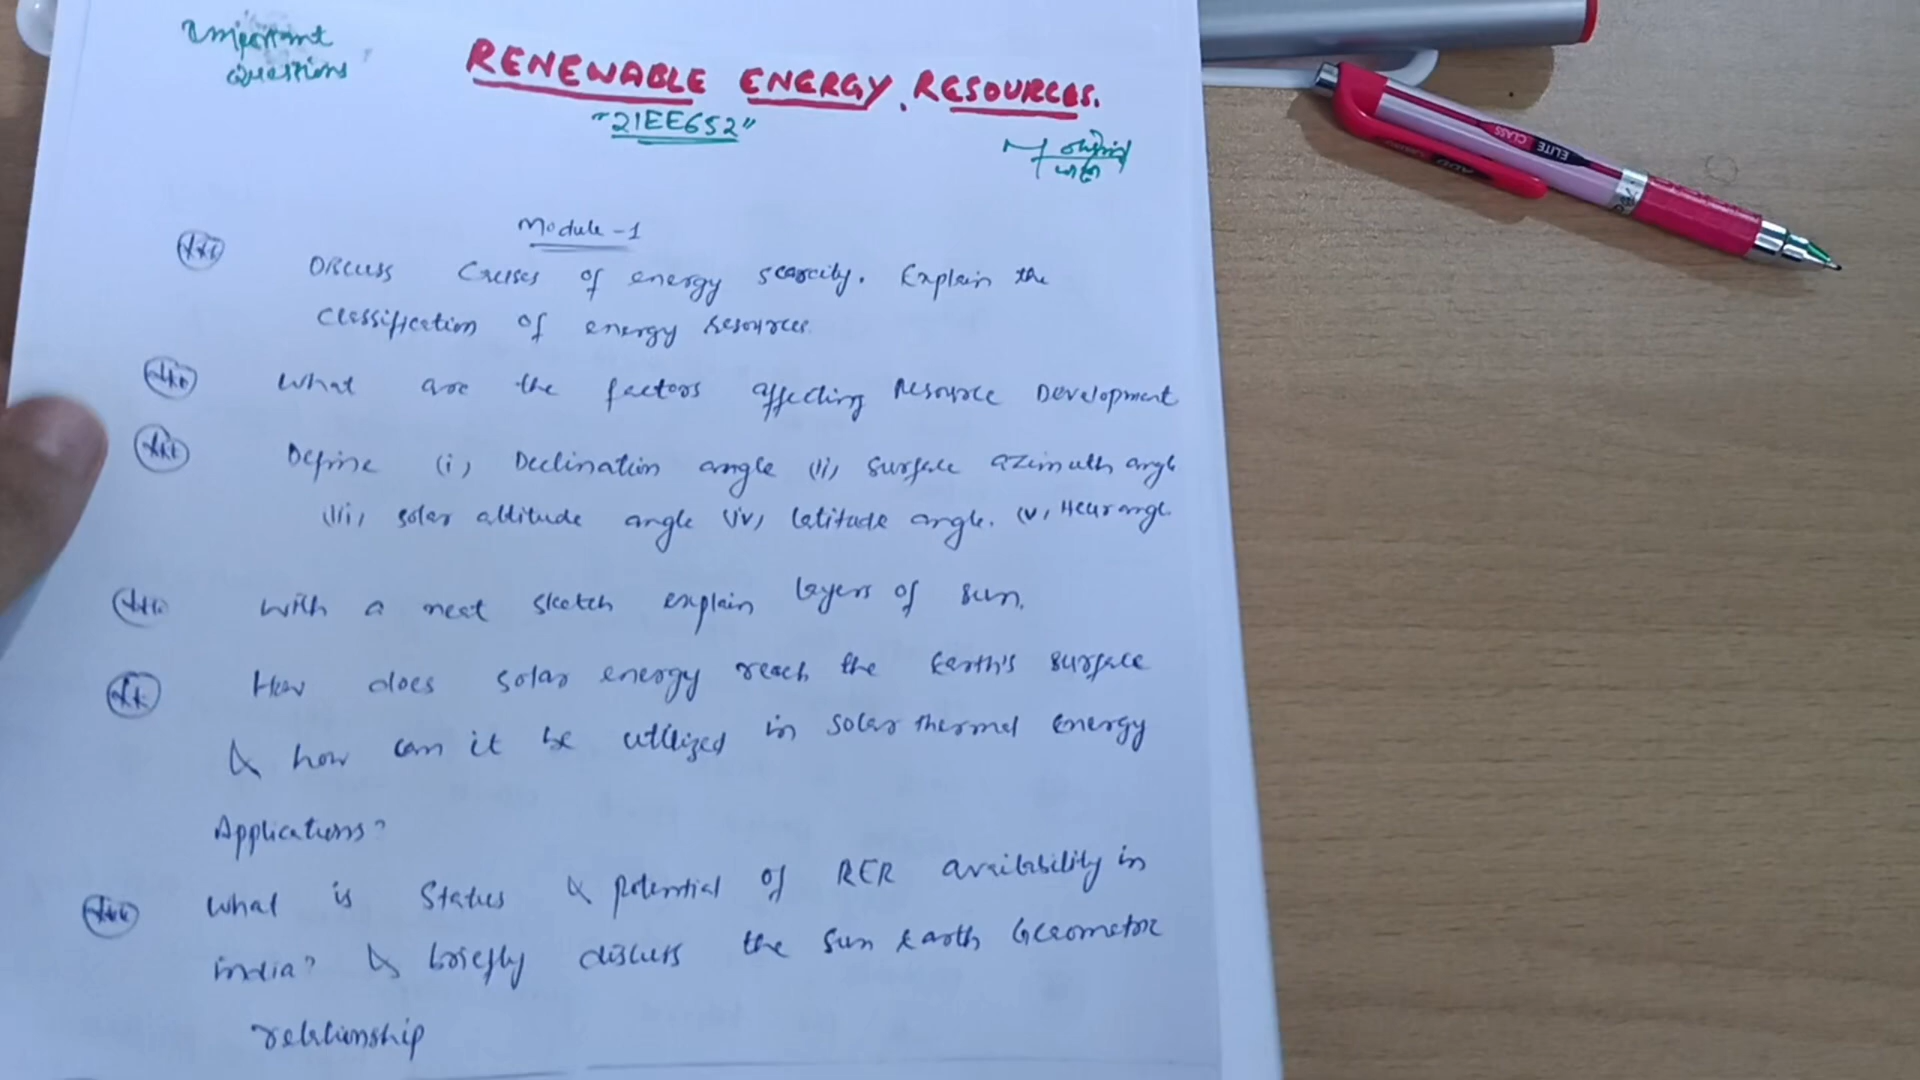 Important
Questions
RENEWABLE ENERGY RESOURCES.
"21EE652"
Module-1
Discuss Causes of energy scarcity. Explain the
Classification of energy resources.
What are the factors affecting Resource Development
Define (i) Declination angle (ii) Surface azimuth angle
(iii) solar altitude angle (iv) latitude angle. (v) Hour angle
With a neat sketch explain layers of sun.
How does solar energy reach the Earth's surface
& how can it be utilized in solar thermal energy
Applications?
What is Status & potential of RER availability in
india? & briefly discuss the Sun Earth Geometric
relationship
ELITE
CLASS